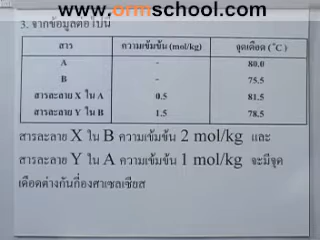 www.ormschool.com
3. จากข้อมูลต่อไปนี้
สาร ความเข้มข้น (mol/kg) จุดเดือด (°C)
A - 80.0
B - 75.5
สารละลาย X ใน A 0.5 81.5
สารละลาย Y ใน B 1.5 78.5
สารละลาย X ใน B ความเข้มข้น 2 mol/kg และ
สารละลาย Y ใน A ความเข้มข้น 1 mol/kg จะมีจุด
เดือดต่างกันกี่องศาเซลเซียส